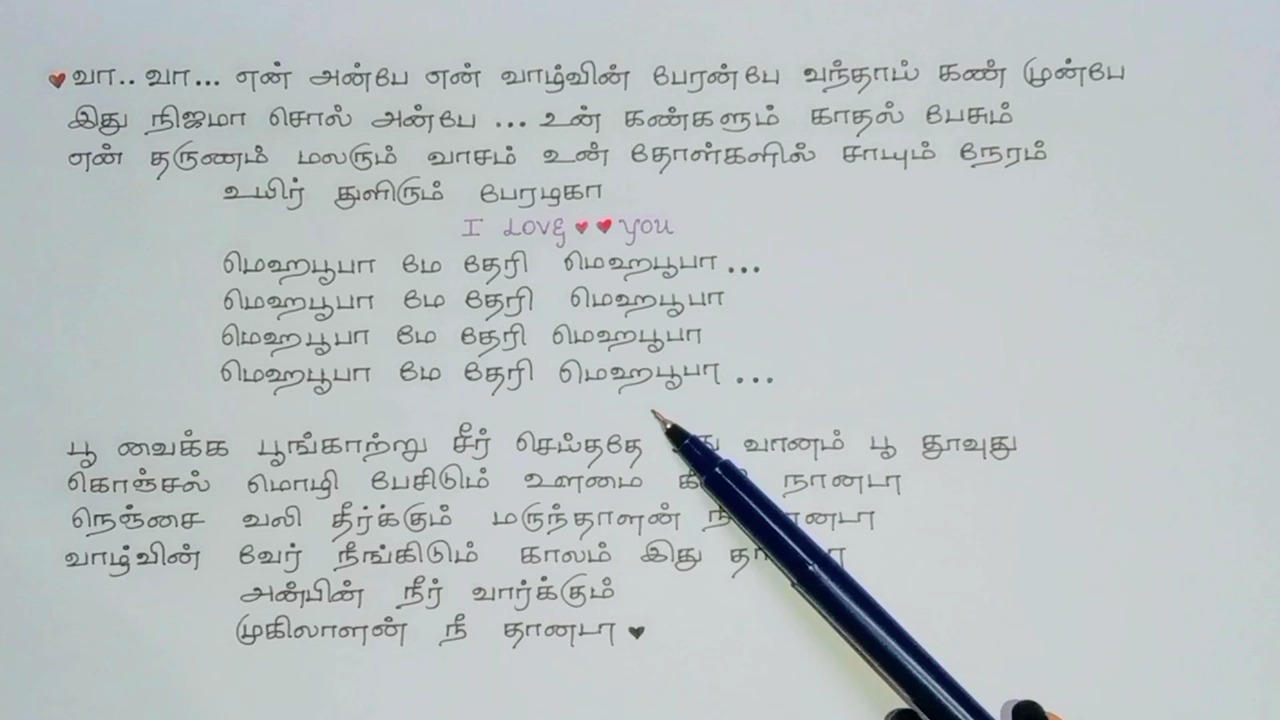 வா.. வா... என் அன்பே என் வாழ்வின் பேரன்பே வந்தாய் கண் முன்பே
இது நிஜமா சொல் அன்பே ... உன் கண்களும் காதல் பேசும்
என் தருணம் மலரும் வாசம் உன் தோள்களில் சாயும் நேரம்
உயிர் துளிரும் பேரழகா
I LOVE YOU
மெஹபூபா மே தேரி மெஹபூபா ...
மெஹபூபா மே தேரி மெஹபூபா
மெஹபூபா மே தேரி மெஹபூபா
மெஹபூபா மே தேரி மெஹபூபா ...
பூ வைக்க பூங்காற்று சீர் செய்ததே வானம் பூ தூவுது
கொஞ்சல் மொழி பேசிடும் ஊமை நானடா
நெஞ்சை வலி தீர்க்கும் மருந்தாளன்
வாழ்வின் வேர் நீங்கிடும் காலம் இது
அன்பின் நீர் வார்க்கும்
முகிலாளன் நீ தானடா